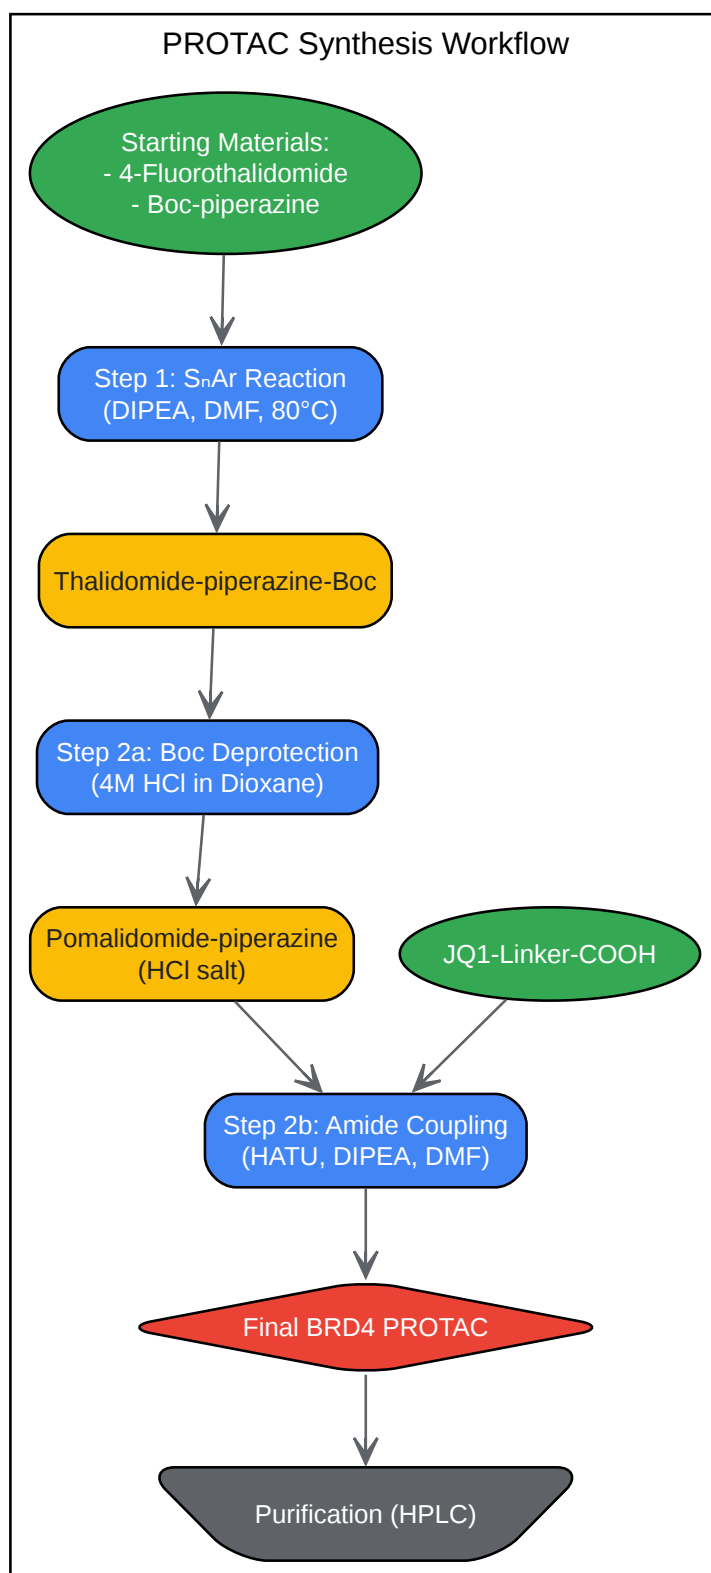 PROTAC Synthesis Workflow
Starting Materials:
- 4-Fluorothalidomide
- Boc-piperazine
Step 1: SₙAr Reaction
(DIPEA, DMF, 80°C)
Thalidomide-piperazine-Boc
Step 2a: Boc Deprotection
(4M HCl in Dioxane)
Pomalidomide-piperazine
(HCl salt)
JQ1-Linker-COOH
Step 2b: Amide Coupling
(HATU, DIPEA, DMF)
Final BRD4 PROTAC
Purification (HPLC)